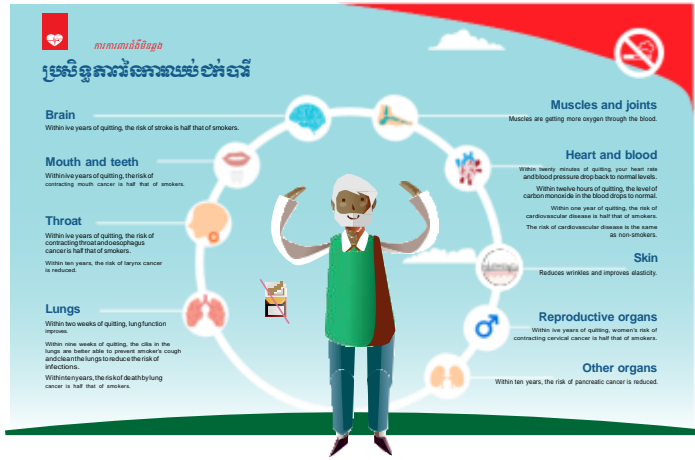 ការការពារជំងឺមិនឆ្លង
ប្រសិទ្ធភាពនៃការឈប់ជក់បារី
Brain
Within ive years of quitting, the risk of stroke is half that of smokers.
Mouth and teeth
Within ive years of quitting, the risk of
contracting mouth cancer is half that of smokers.
Throat
Within ive years of quitting, the risk of
contracting throat and oesophagus
cancer is half that of smokers.
Within ten years, the risk of larynx cancer
is reduced.
Lungs
Within two weeks of quitting, lung function
improves.
Within nine weeks of quitting, the cilia in the
lungs are better able to prevent smoker's cough
and clean the lungs to reduce the risk of
infections.
Within ten years, the risk of death by lung
cancer is half that of smokers.
Muscles and joints
Muscles are getting more oxygen through the blood.
Heart and blood
Within twenty minutes of quitting, your heart rate
and blood pressure drop back to normal levels.
Within twelve hours of quitting, the level of
carbon monoxide in the blood drops to normal.
Within one year of quitting, the risk of
cardiovascular disease is half that of smokers.
The risk of cardiovascular disease is the same
as non-smokers.
Skin
Reduces wrinkles and improves elasticity.
Reproductive organs
Within ive years of quitting, women's risk of
contracting cervical cancer is half that of smokers.
Other organs
Within ten years, the risk of pancreatic cancer is reduced.